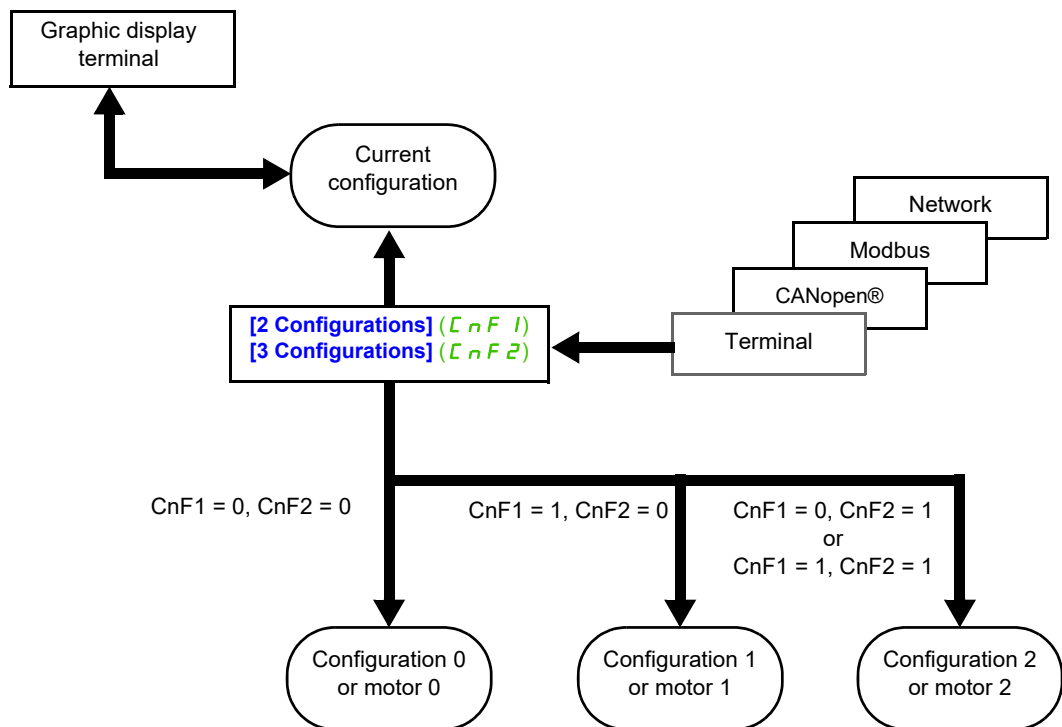 Graphic display
terminal
Current
configuration
Network
Modbus
CANopen®
Terminal
[2 Configurations] (CnF1)
[3 Configurations] (CnF2)
CnF1 = 0, CnF2 = 0
CnF1 = 1, CnF2 = 0
CnF1 = 0, CnF2 = 1
or
CnF1 = 1, CnF2 = 1
Configuration 0
or motor 0
Configuration 1
or motor 1
Configuration 2
or motor 2